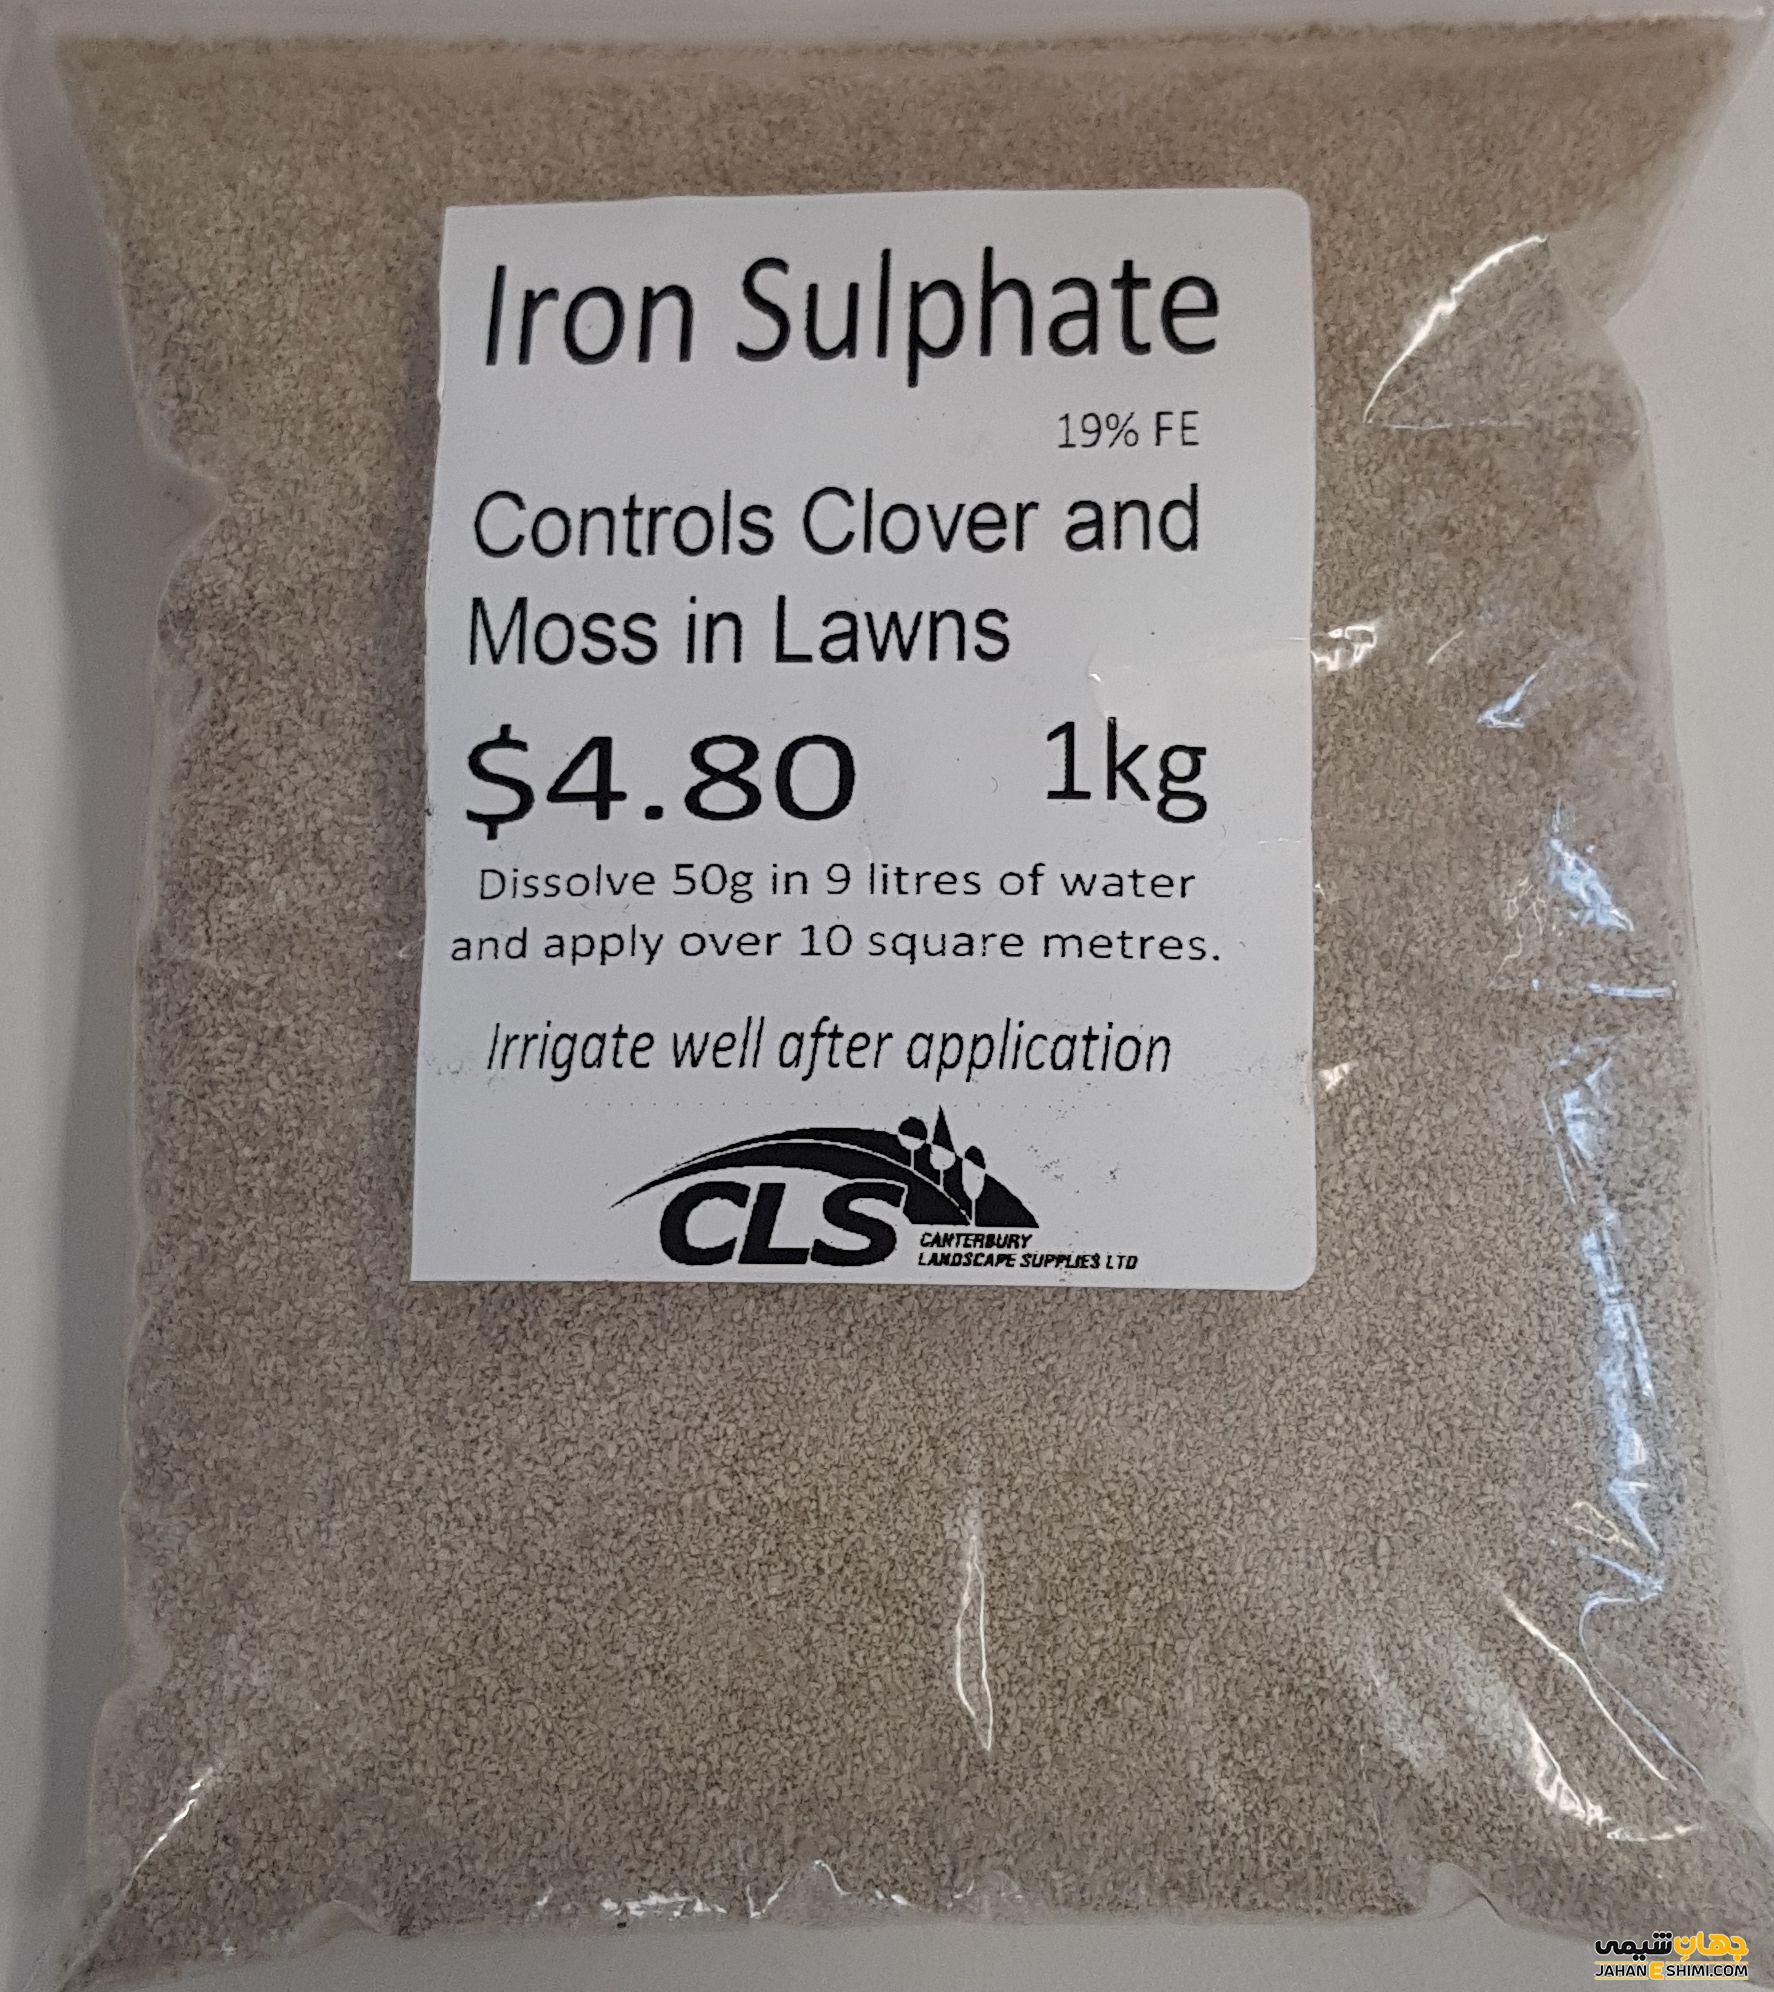 Iron Sulphate
19% FE
Controls Clover and
Moss in Lawns
$4.80 1kg
Dissolve 50g in 9 litres of water
and apply over 10 square metres.
Irrigate well after application
CLS
CANTERBURY
LANDSCAPE SUPPLIES LTD
جهان شیمی
JAHANESHIMI.COM